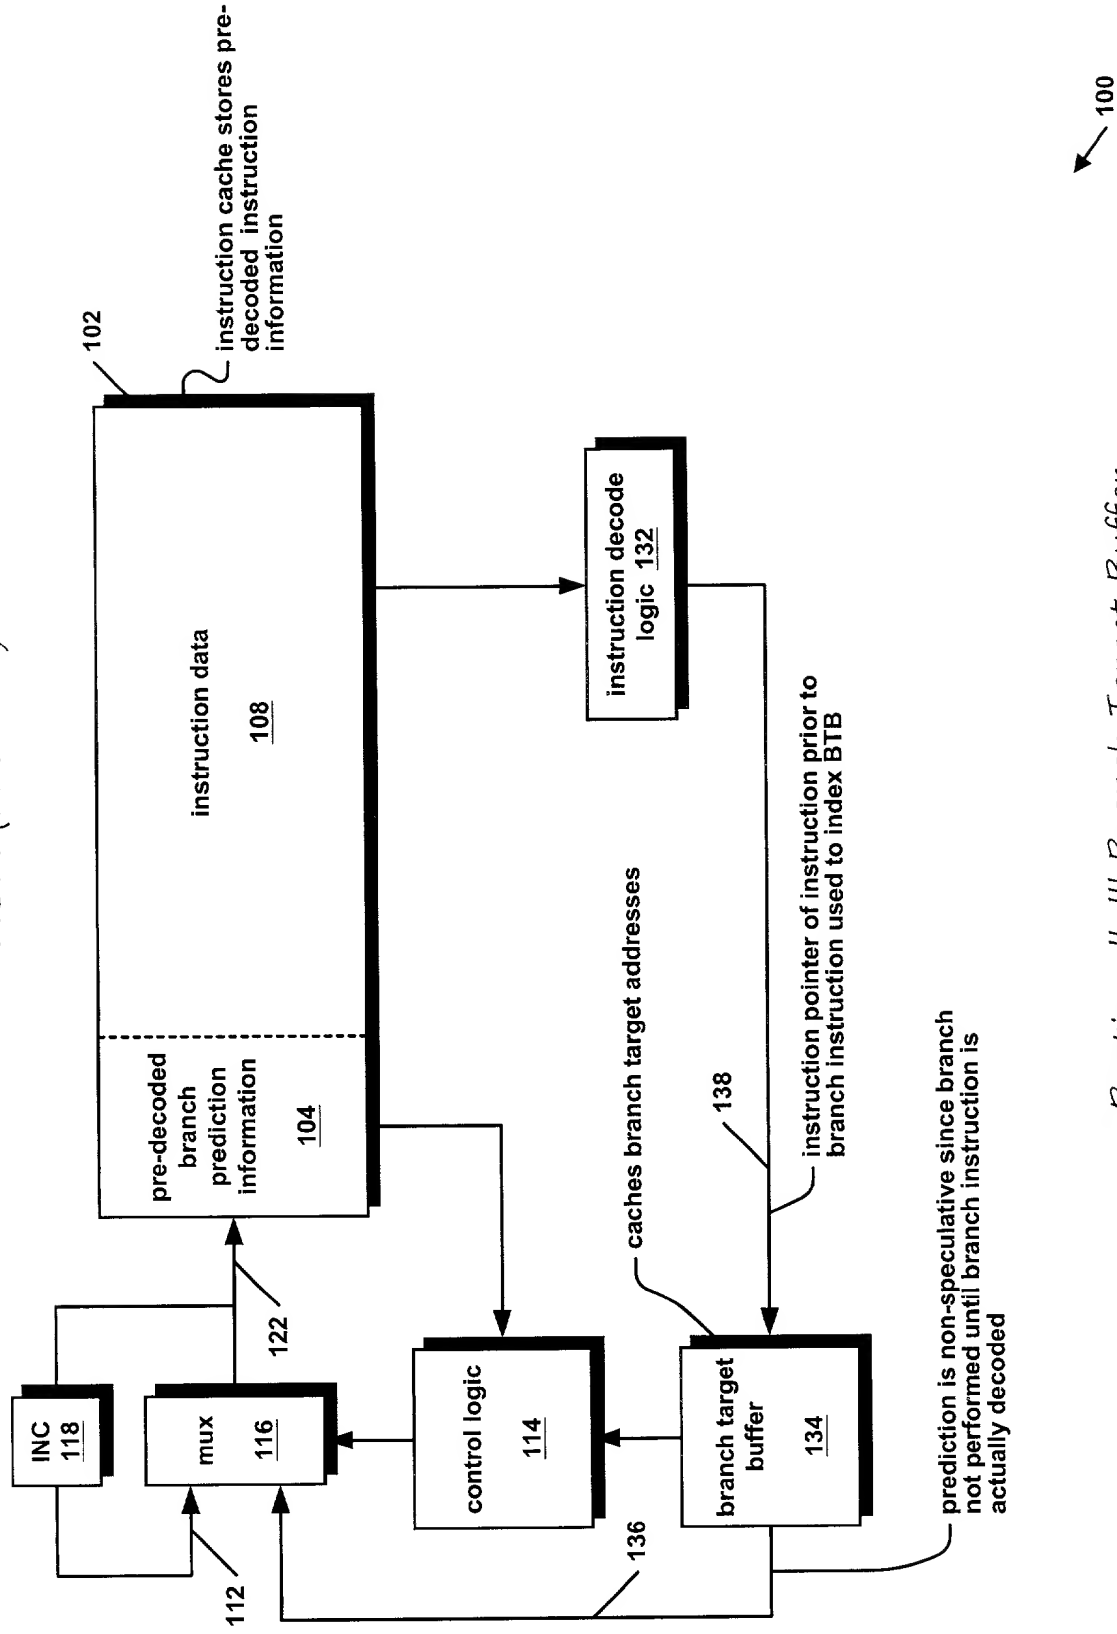 INC
118
mux
116
112
122
pre-decoded
branch
prediction
information
104
instruction data
108
102
instruction cache stores pre-
decoded instruction
information
control logic
114
instruction decode
logic 132
branch target
buffer
134
136
caches branch target addresses
138
instruction pointer of instruction prior to
branch instruction used to index BTB
prediction is non-speculative since branch
not performed until branch instruction is
actually decoded
100
Branch Target Buffer